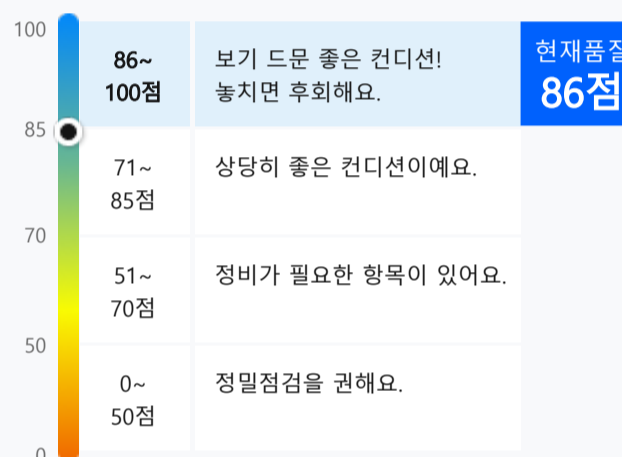 100
86~
100점
보기 드문 좋은 컨디션!
놓치면 후회해요.
현재품질
86점
85
71~
85점
상당히 좋은 컨디션이예요.
70
51~
70점
정비가 필요한 항목이 있어요.
50
0~
50점
정밀점검을 권해요.
0